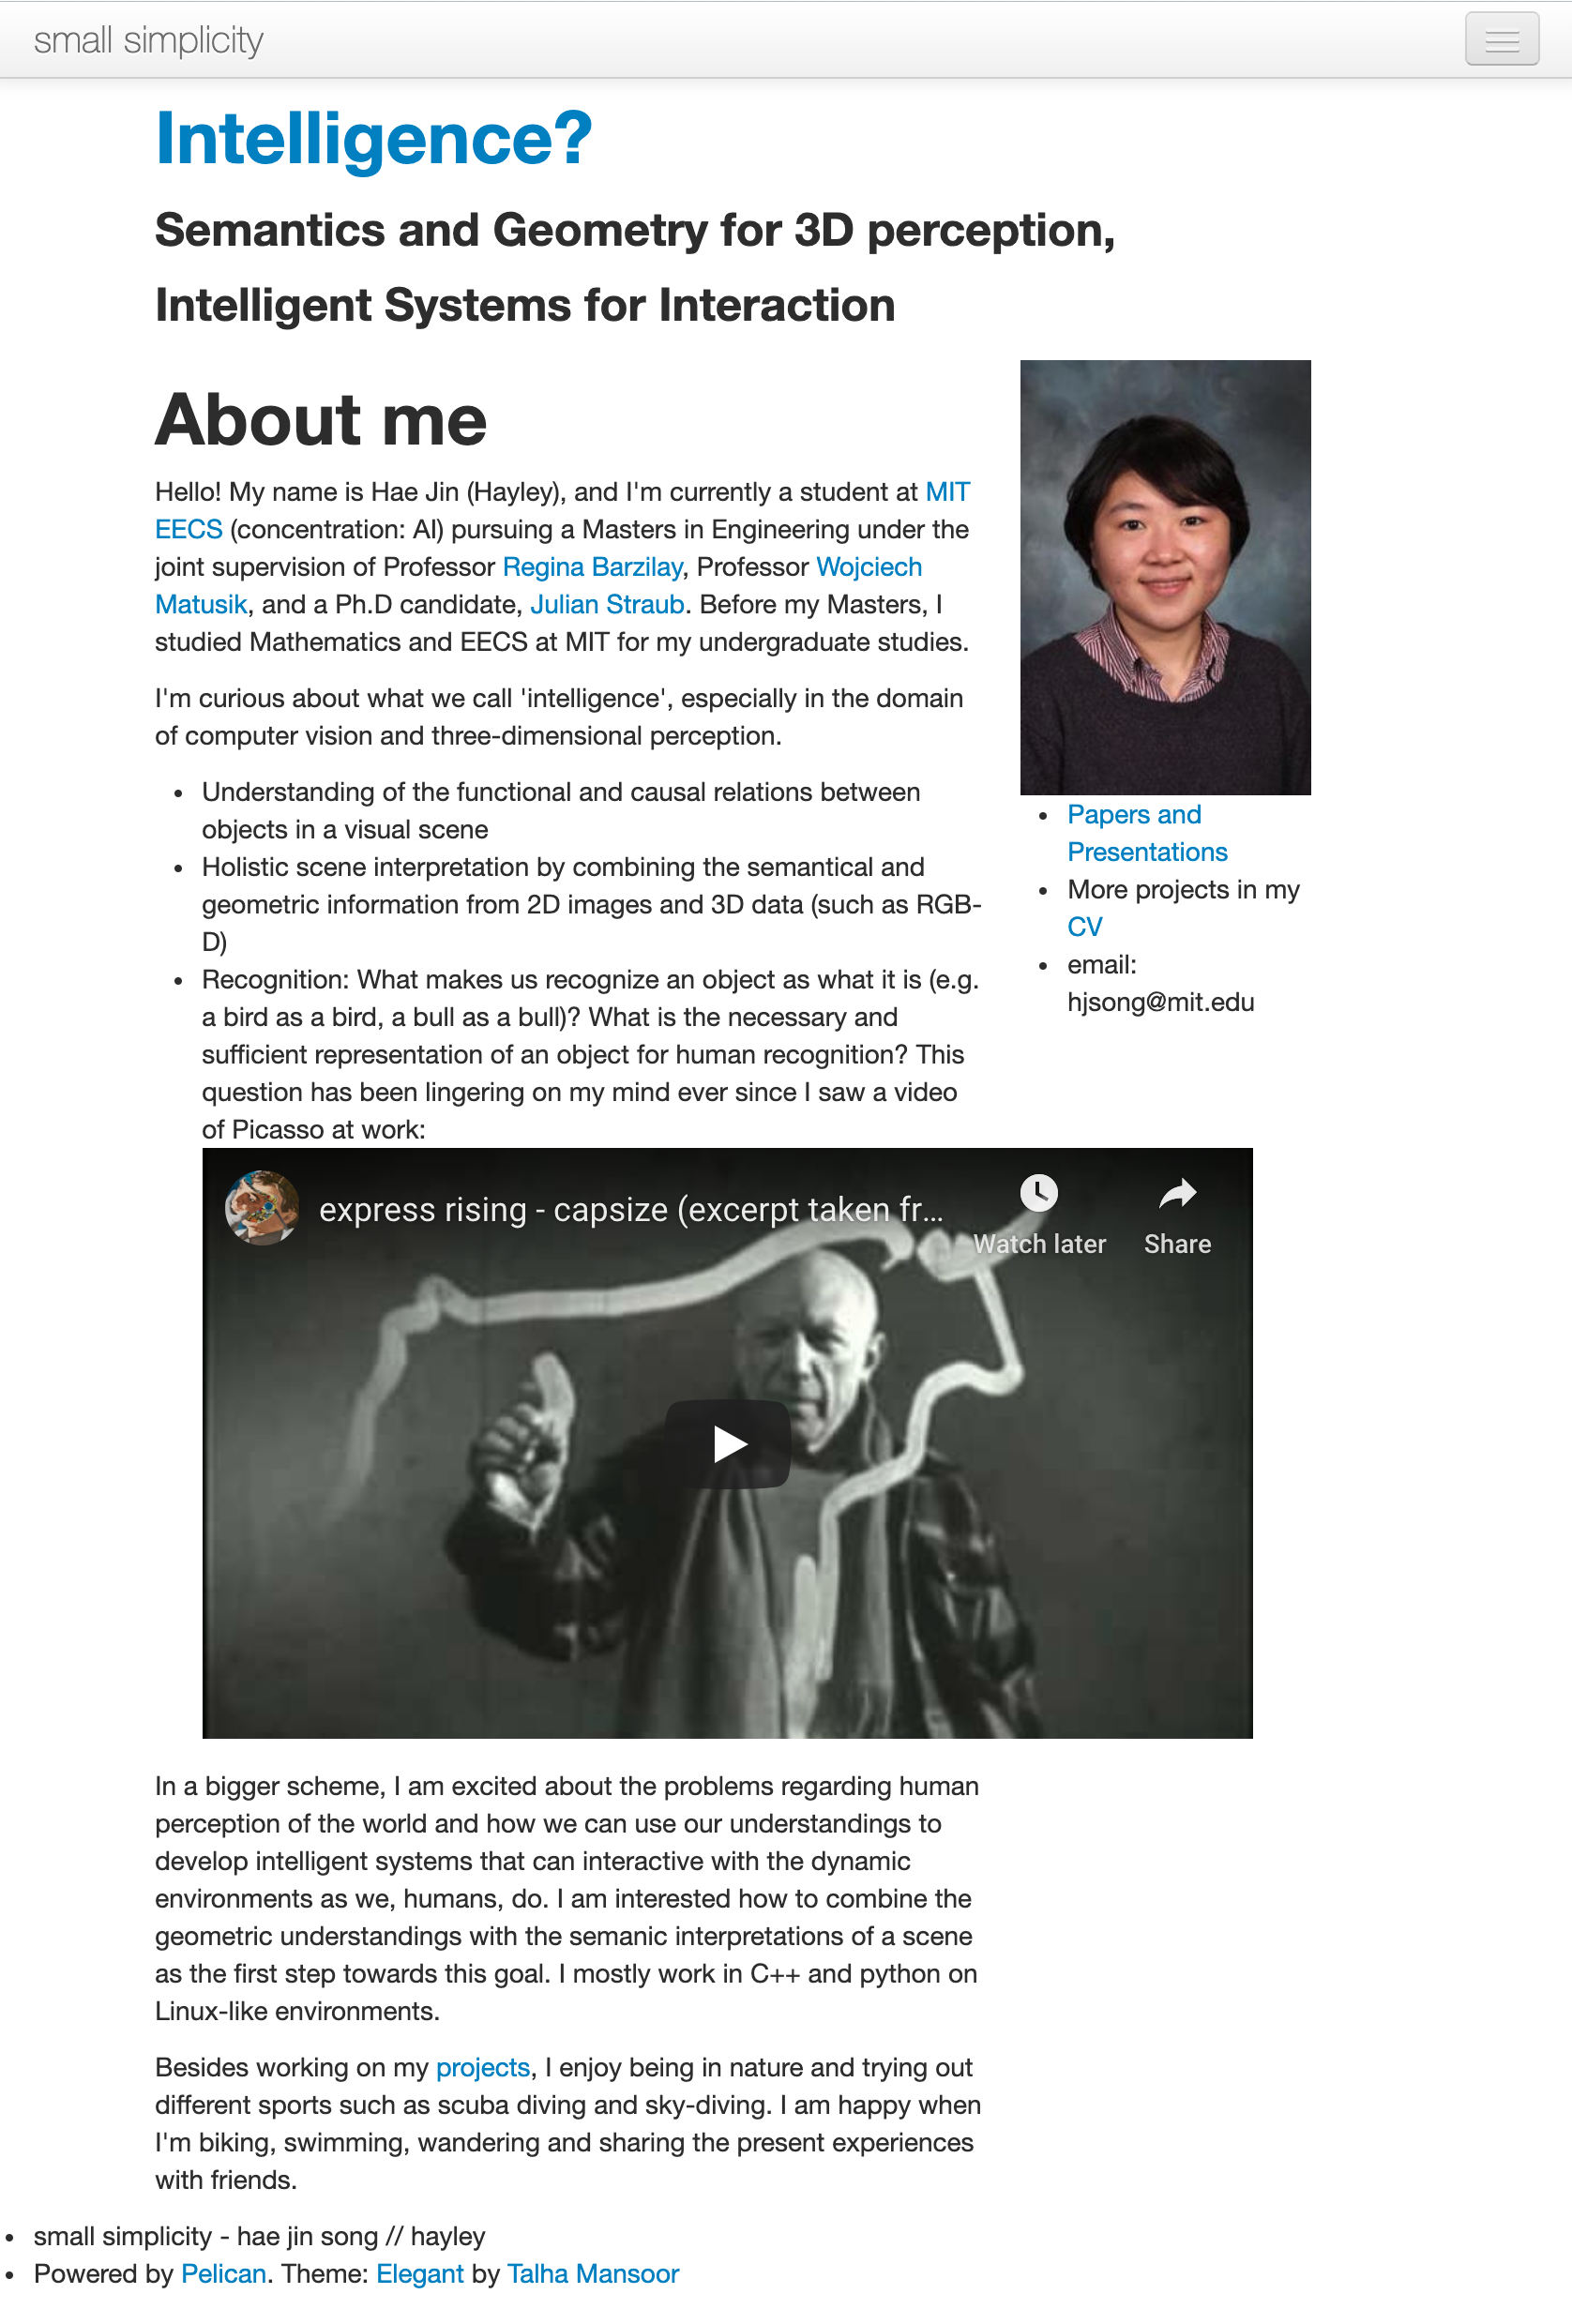 small simplicity
Intelligence?
Semantics and Geometry for 3D perception,
Intelligent Systems for Interaction
About me
Hello! My name is Hae Jin (Hayley), and I'm currently a student at MIT
EECS (concentration: AI) pursuing a Masters in Engineering under the
joint supervision of Professor Regina Barzilay, Professor Wojciech
Matusik, and a Ph.D candidate, Julian Straub. Before my Masters, I
studied Mathematics and EECS at MIT for my undergraduate studies.
I'm curious about what we call 'intelligence', especially in the domain
of computer vision and three-dimensional perception.
• Understanding of the functional and causal relations between
objects in a visual scene
• Holistic scene interpretation by combining the semantical and
geometric information from 2D images and 3D data (such as RGB-
D)
• Recognition: What makes us recognize an object as what it is (e.g.
a bird as a bird, a bull as a bull)? What is the necessary and
sufficient representation of an object for human recognition? This
question has been lingering on my mind ever since I saw a video
of Picasso at work:
• Papers and
Presentations
• More projects in my
CV
• email:
hjsong@mit.edu
express rising - capsize (excerpt taken fr...
Watch later
Share
In a bigger scheme, I am excited about the problems regarding human
perception of the world and how we can use our understandings to
develop intelligent systems that can interactive with the dynamic
environments as we, humans, do. I am interested how to combine the
geometric understandings with the semanic interpretations of a scene
as the first step towards this goal. I mostly work in C++ and python on
Linux-like environments.
Besides working on my projects, I enjoy being in nature and trying out
different sports such as scuba diving and sky-diving. I am happy when
I'm biking, swimming, wandering and sharing the present experiences
with friends.
• small simplicity - hae jin song // hayley
• Powered by Pelican. Theme: Elegant by Talha Mansoor